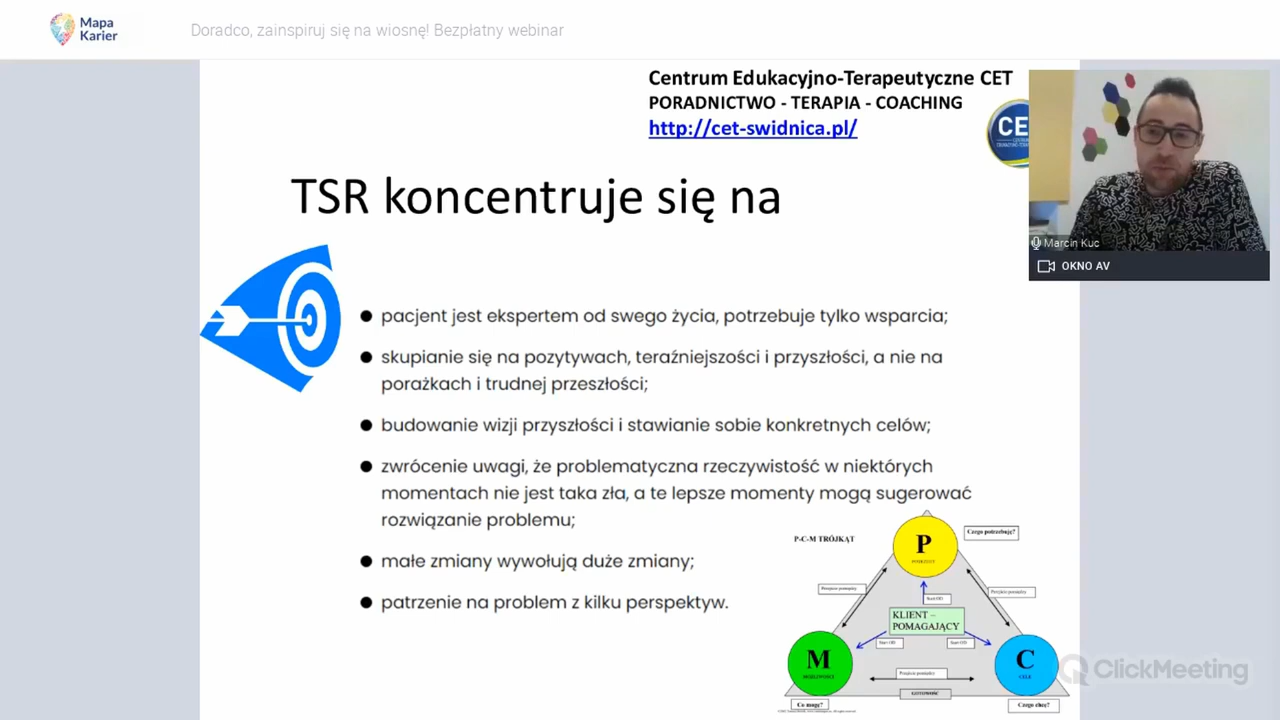 Mapa
Karier
Doradco, zainspiruj się na wiosnę! Bezpłatny webinar
Centrum Edukacyjno-Terapeutyczne CET
PORADNICTWO - TERAPIA - COACHING
http://cet-swidnica.pl/
CE
Marcin Kuc
OKNO AV
TSR koncentruje się na
pacjent jest ekspertem od swego życia, potrzebuje tylko wsparcia;
skupianie się na pozytywach, teraźniejszości i przyszłości, a nie na
porażkach i trudnej przeszłości;
budowanie wizji przyszłości i stawianie sobie konkretnych celów;
zwrócenie uwagi, że problematyczna rzeczywistość w niektórych
momentach nie jest taka zła, a te lepsze momenty mogą sugerować
rozwiązanie problemu;
małe zmiany wywołują duże zmiany;
patrzenie na problem z kilku perspektyw.
P-C-M TRÓJKĄT
P
Czego potrzebuję?
KLIENT –
POMAGAJĄCY
M
MOŻLIWOŚCI
C
CELE
GOTOWOŚĆ
Co mogę?
Czego chcę?
ClickMeeting